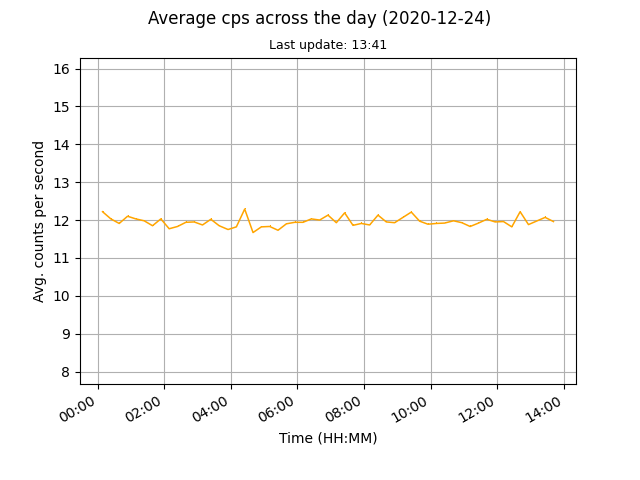 Average cps across the day (2020-12-24)
Last update: 13:41
16
15
14
13
12
11
10
9
8
Avg. counts per second
00:00 02:00 04:00 06:00 08:00 10:00 12:00 14:00
Time (HH:MM)